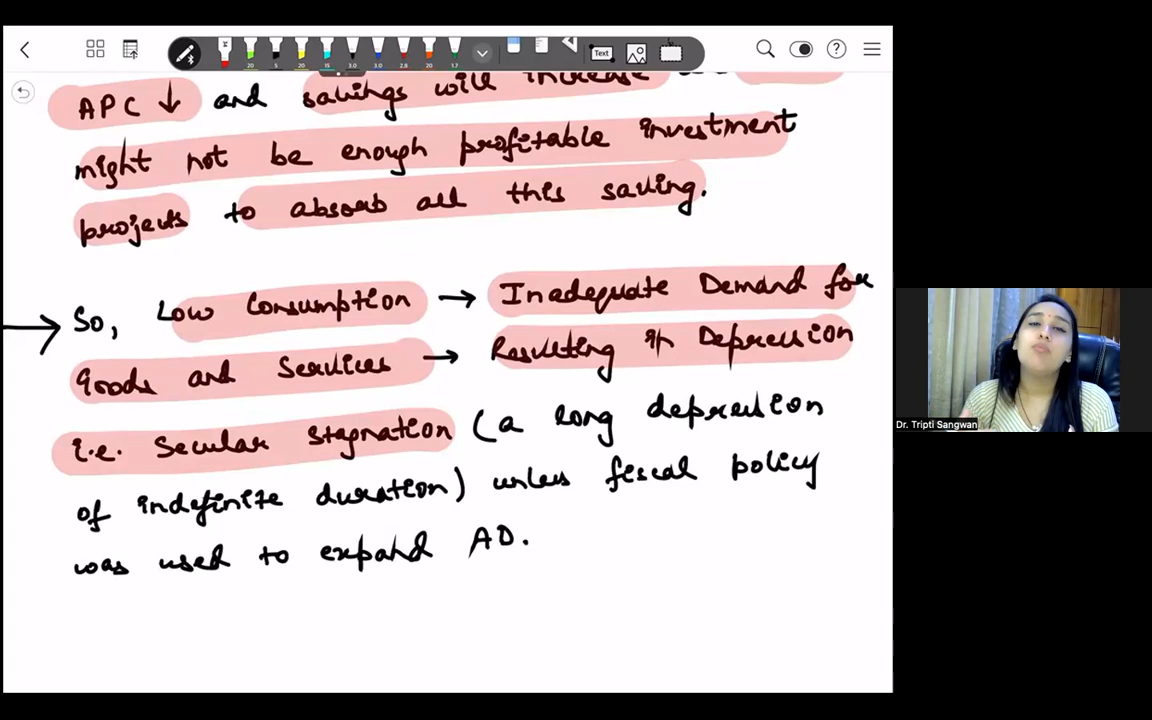 Text
APC ↓ and savings will increase
might not be enough profitable investment
projects to absorb all this saving.
→ So, Low Consumption → Inadequate Demand for
Goods and Services → Resulting in Depression
i.e. Secular Stagnation (a long depression
of indefinite duration) unless fiscal policy
was used to expand AD.
Dr. Tripti Sangwan